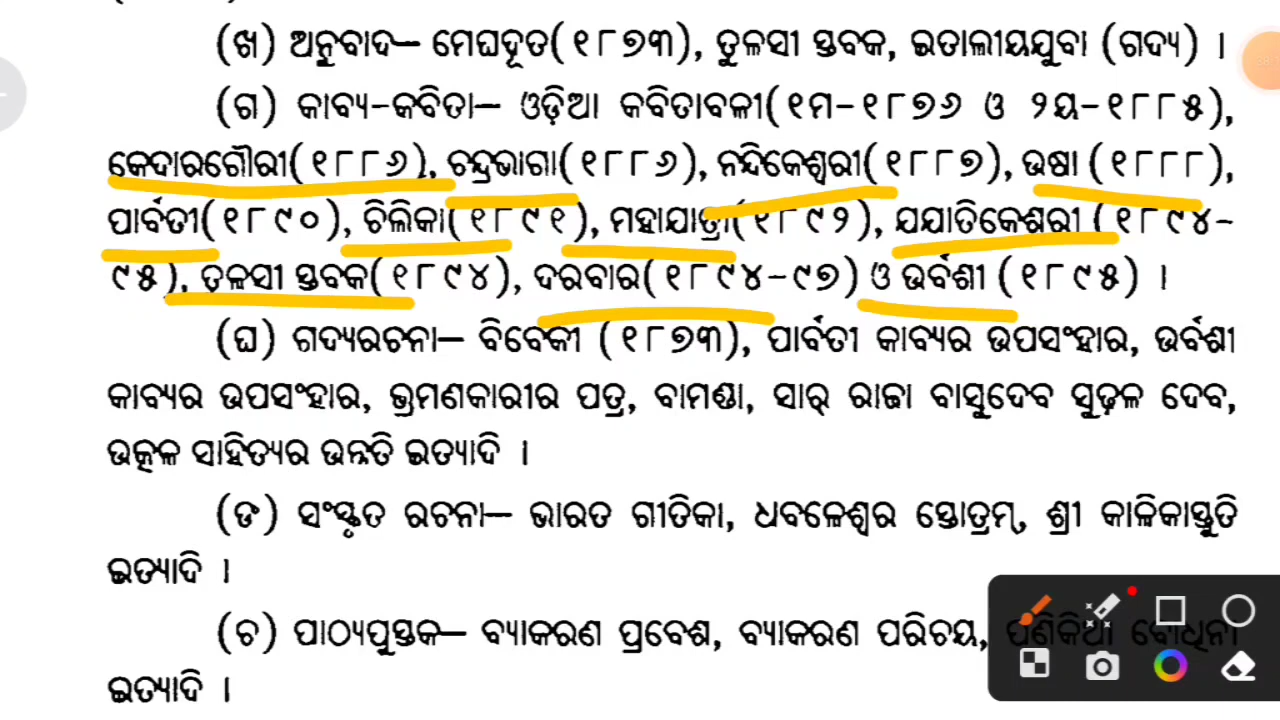 (ଖ) ଅନୁବାଦ— ମେଘଦୂତ(୧୮୭୩), ତୁଳସୀ ସ୍ତବକ, ଇତାଲୀୟଯୁବା (ଗଦ୍ୟ) ।
(ଗ) କାବ୍ୟ-କବିତା— ଓଡ଼ିଆ କବିତାବଳୀ(୧ମ-୧୮୭୬ ଓ ୨ୟ-୧୮୮୫),
କେଦାରଗୌରୀ(୧୮୮୬), ଚନ୍ଦ୍ରଭାଗା(୧୮୮୬), ନନ୍ଦିକେଶ୍ୱରୀ(୧୮୮୭), ଉଷା (୧୮୮୮),
ପାର୍ବତୀ(୧୮୯୦), ଚିଲିକା(୧୮୯୧), ମହାଯାତ୍ରା(୧୮୯୨), ଯଯାତିକେଶରୀ (୧୮୯୪-
୯୫), ତୁଳସୀ ସ୍ତବକ(୧୮୯୪), ଦରବାର(୧୮୯୪-୯୭) ଓ ଉର୍ବଶୀ (୧୮୯୫) ।
(ଘ) ଗଦ୍ୟରଚନା— ବିବେକୀ (୧୮୭୩), ପାର୍ବତୀ କାବ୍ୟର ଉପସଂହାର, ଉର୍ବଶୀ
କାବ୍ୟର ଉପସଂହାର, ଭ୍ରମଣକାରୀର ପତ୍ର, ବାମଣ୍ଡା, ସାର୍ ରାଜା ବାସୁଦେବ ସୁଢ଼ଳ ଦେବ,
ଉତ୍କଳ ସାହିତ୍ୟର ଉନ୍ନତି ଇତ୍ୟାଦି ।
(ଙ) ସଂସ୍କୃତ ରଚନା— ଭାରତ ଗୀତିକା, ଧବଳେଶ୍ୱର ସ୍ତୋତ୍ରମ୍, ଶ୍ରୀ କାଳିକାସ୍ତୁତି
ଇତ୍ୟାଦି ।
(ଚ) ପାଠ୍ୟପୁସ୍ତକ— ବ୍ୟାକରଣ ପ୍ରବେଶ, ବ୍ୟାକରଣ ପରିଚୟ,
ଇତ୍ୟାଦି ।